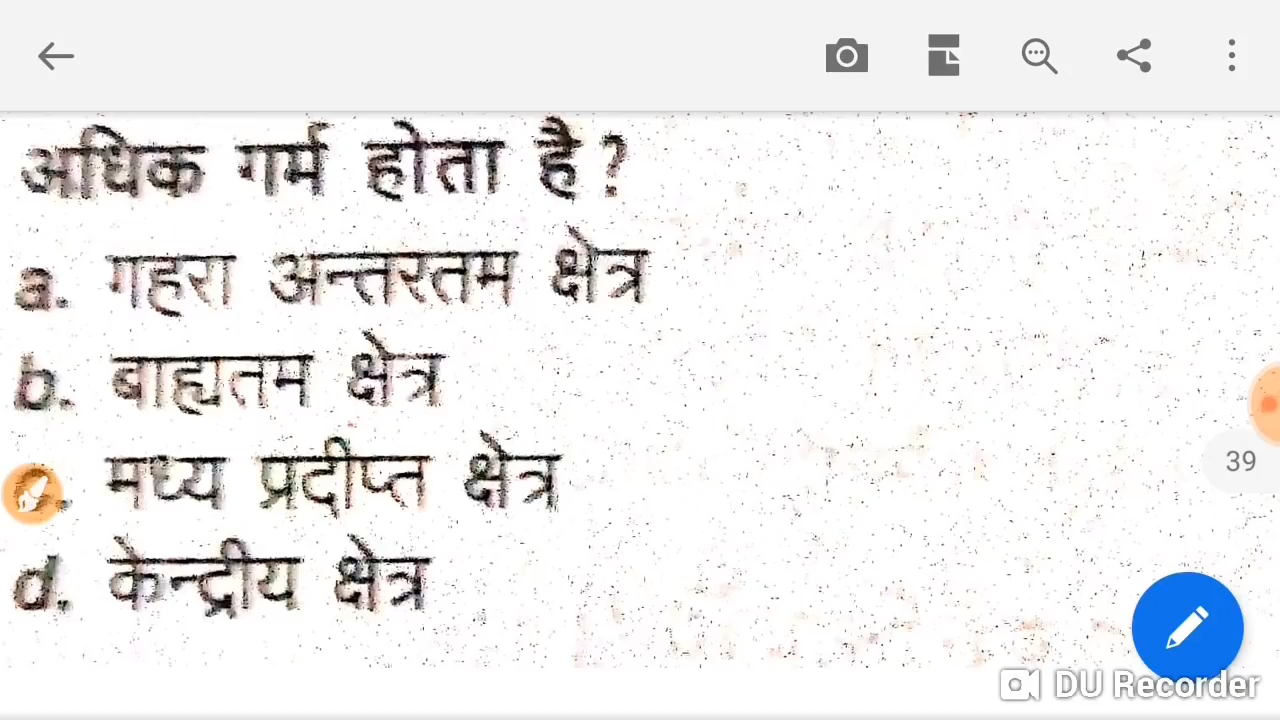 अधिक गर्म होता है ?
a. गहरा अन्तरतम क्षेत्र
b. बाह्यतम क्षेत्र
मध्य प्रदीप्त क्षेत्र
39
d. केन्द्रीय क्षेत्र
DU Recorder